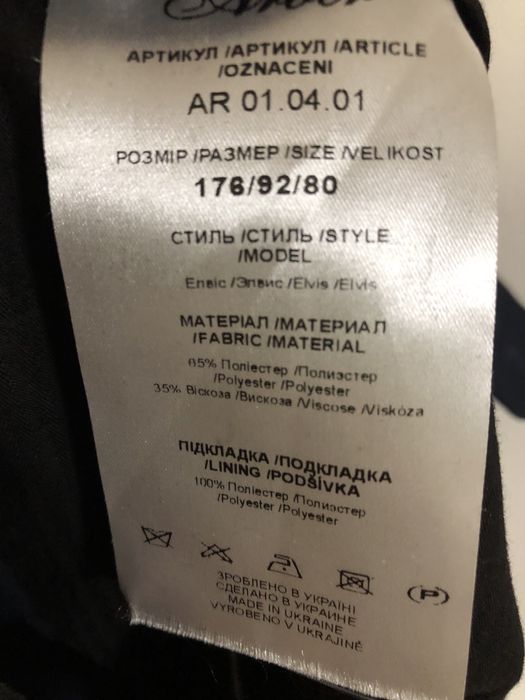 АРТИКУЛ /АРТИКУЛ /ARTICLE
/OZNACENI
AR 01.04.01
РОЗМІР /РАЗМЕР /SIZE /VELIKOST
176/92/80
СТИЛЬ /СТИЛЬ /STYLE
/MODEL
Елвіс /Элвис /Elvis /Elvis
МАТЕРІАЛ /МАТЕРИАЛ
/FABRIC /MATERIAL
65% Поліестер /Полиэстер
/Polyester /Polyester
35% Віскоза /Вискоза /Viscose /Viskóza
ПІДКЛАДКА /ПОДКЛАДКА
/LINING /PODŠÍVKA
100% Поліестер /Полиэстер
/Polyester /Polyester
P
ЗРОБЛЕНО В УКРАЇНІ
СДЕЛАНО В УКРАИНЕ
MADE IN UKRAINE
VYROBENO V UKRAJINĚ